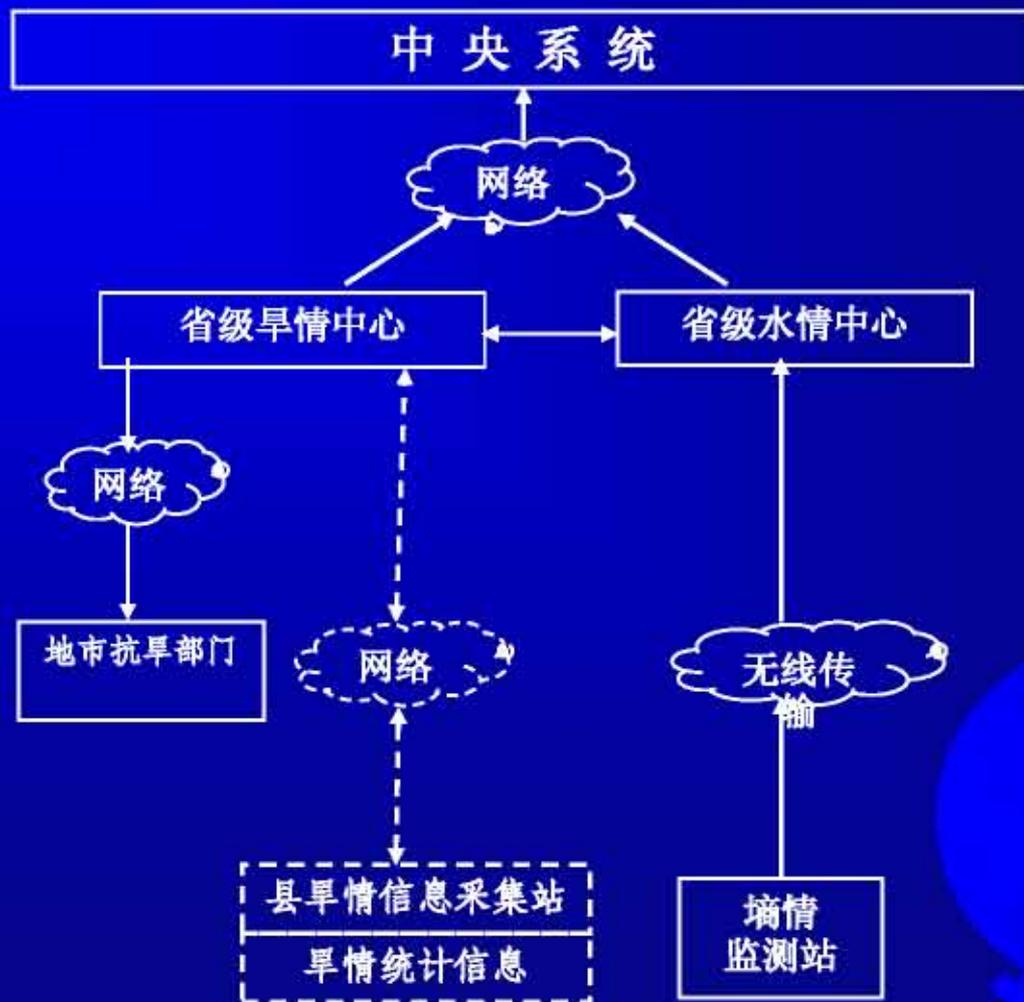 中央系统
网络
省级旱情中心
省级水情中心
网络
地市抗旱部门
网络
无线传
输
县旱情信息采集站
旱情统计信息
墒情
监测站